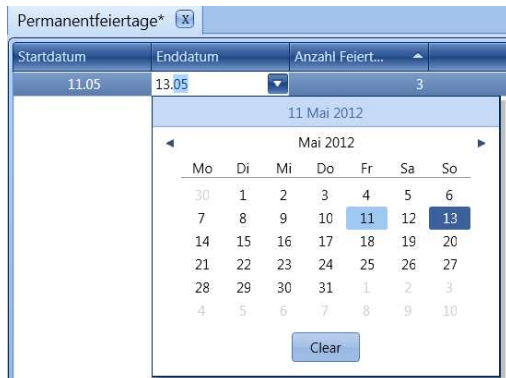 Permanentfeiertage* X
Startdatum Enddatum Anzahl Feiert...
11.05 13.05 3
11 Mai 2012
Mai 2012
Mo Di Mi Do Fr Sa So
30 1 2 3 4 5 6
7 8 9 10 11 12 13
14 15 16 17 18 19 20
21 22 23 24 25 26 27
28 29 30 31 1 2 3
4 5 6 7 8 9 10
Clear